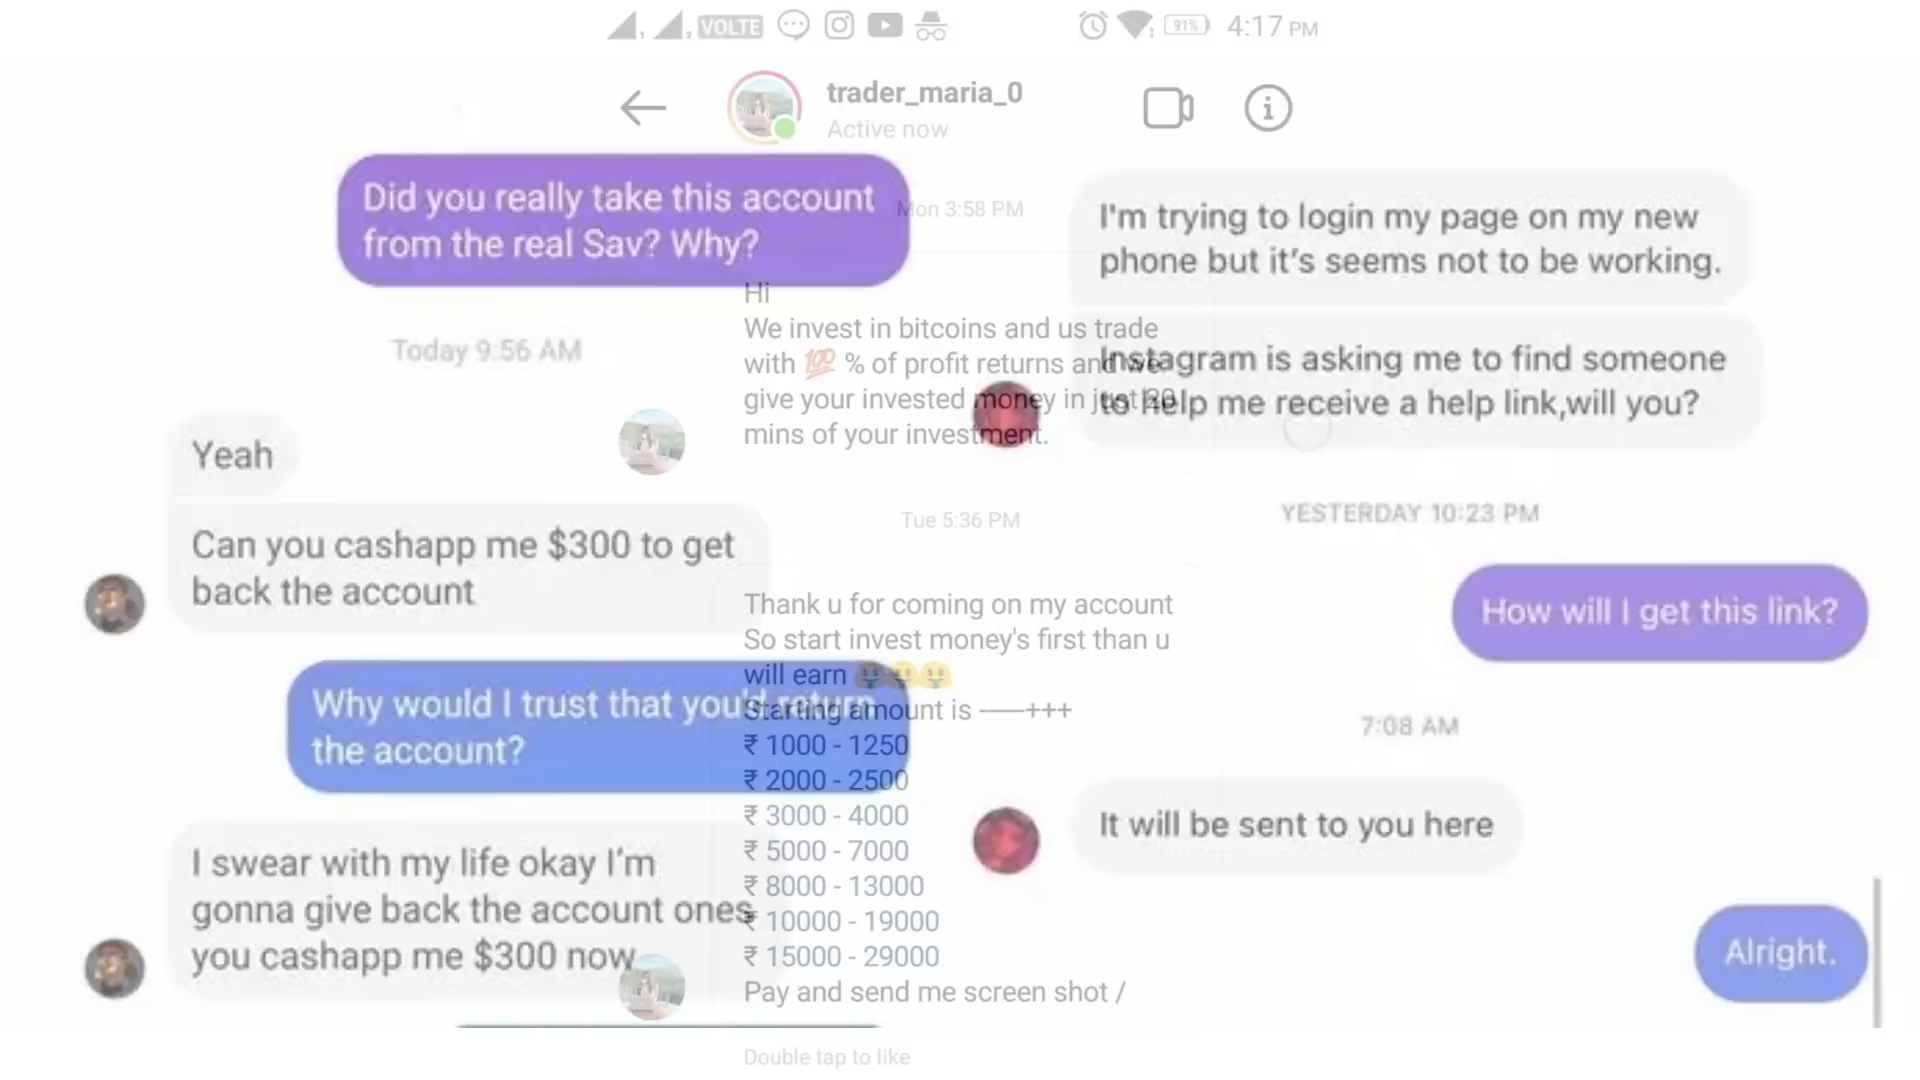 VOLTE
91%
4:17 PM
trader_maria_0
Active now
Did you really take this account
from the real Sav? Why?
Today 9:56 AM
Yeah
Can you cashapp me $300 to get
back the account
Why would I trust that you'd return
the account?
I swear with my life okay I'm
gonna give back the account ones
you cashapp me $300 now
Mon 3:58 PM
Hi
We invest in bitcoins and us trade
with 💯 % of profit returns and we
give your invested money in just 20
mins of your investment.
Tue 5:36 PM
Thank u for coming on my account
So start invest money's first than u
will earn 🤑🤑🤑
Starting amount is ——+++
₹ 1000 - 1250
₹ 2000 - 2500
₹ 3000 - 4000
₹ 5000 - 7000
₹ 8000 - 13000
₹ 10000 - 19000
₹ 15000 - 29000
Pay and send me screen shot /
Double tap to like
I'm trying to login my page on my new
phone but it's seems not to be working.
Instagram is asking me to find someone
to help me receive a help link,will you?
YESTERDAY 10:23 PM
How will I get this link?
7:08 AM
It will be sent to you here
Alright.